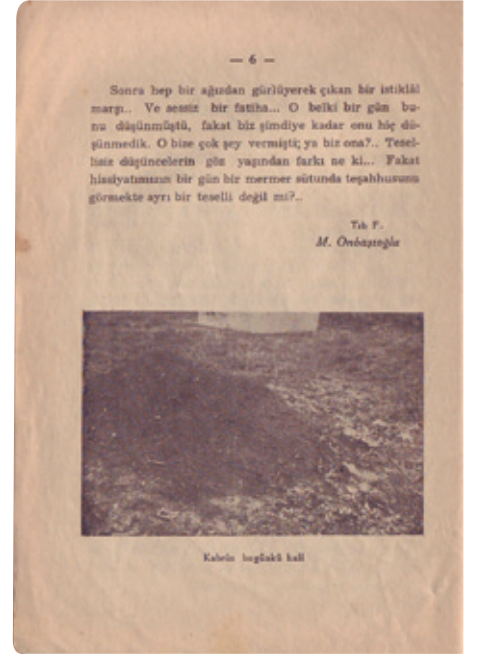 — 6 —
Sonra hep bir ağızdan gürlüyerek çıkan bir istiklâl
marşı.. Ve sessiz bir fatiha... O belki bir gün bu-
nu düşünmüştü, fakat biz şimdiye kadar onu hiç dü-
şünmedik. O bize çok şey vermişti; ya biz ona?.. Tesel-
lisiz düşüncelerin göz yaşından farkı ne ki... Fakat
hissiyatımızın bir gün bir mermer sütunda teşahhusunu
görmekte ayrı bir teselli değil mi?..
Tıb F.
M. Onbaşıoğlu
Kabrin bugünkü hali